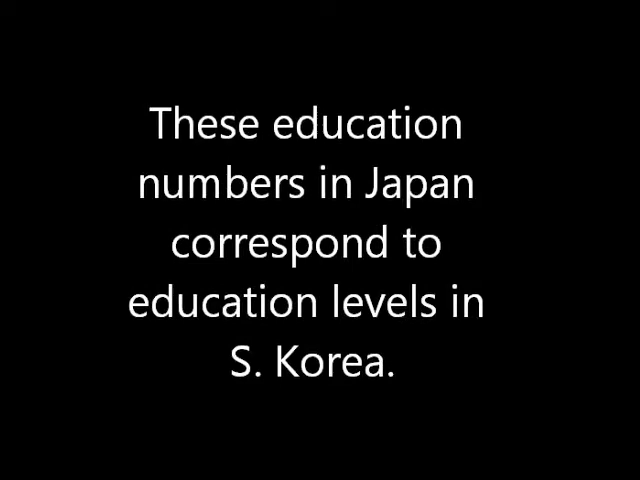 These education
numbers in Japan
correspond to
education levels in
S. Korea.